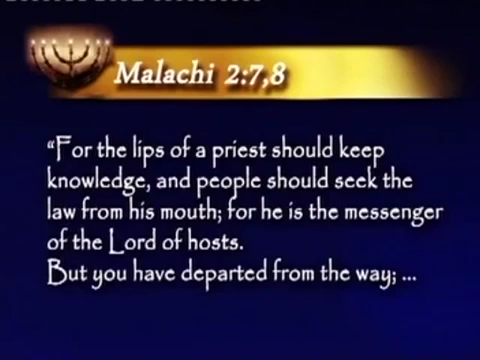 Malachi 2:7,8
“For the lips of a priest should keep
knowledge, and people should seek the
law from his mouth; for he is the messenger
of the Lord of hosts.
But you have departed from the way; ...